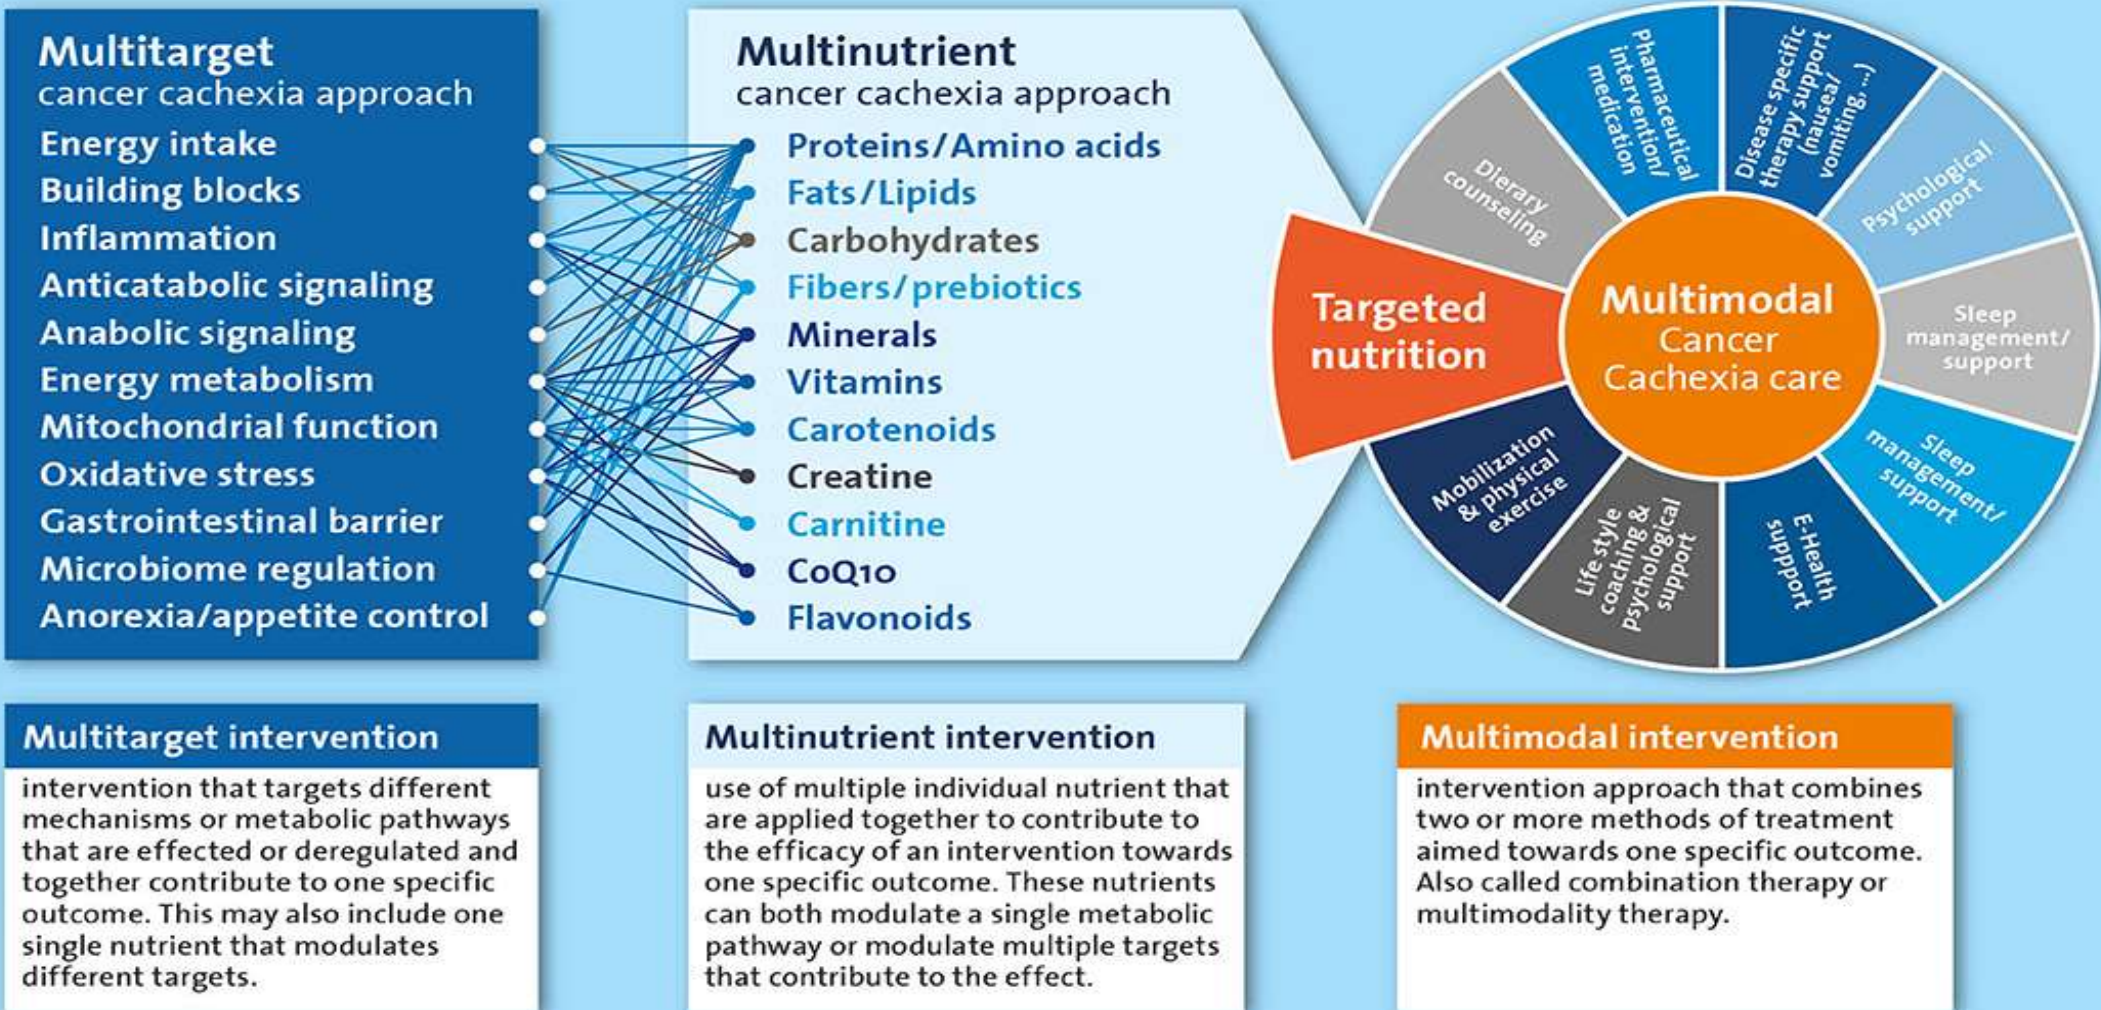 Multitarget
cancer cachexia approach
Energy intake
Building blocks
Inflammation
Anticatabolic signaling
Anabolic signaling
Energy metabolism
Mitochondrial function
Oxidative stress
Gastrointestinal barrier
Microbiome regulation
Anorexia/appetite control
Multinutrient
cancer cachexia approach
Proteins/Amino acids
Fats/Lipids
Carbohydrates
Fibers/prebiotics
Minerals
Vitamins
Carotenoids
Creatine
Carnitine
CoQ10
Flavonoids
Targeted
nutrition
Dierary
counseling
Pharmaceutical
intervention/
medication
Disease specific
therapy support
(nausea/
vomiting, ...)
Psychological
support
Sleep
management/
support
Sleep
management/
support
E-Health
suppport
Life style
coaching &
psychological
support
Mobilization
& physical
exercise
Multimodal
Cancer
Cachexia care
Multitarget intervention
intervention that targets different
mechanisms or metabolic pathways
that are effected or deregulated and
together contribute to one specific
outcome. This may also include one
single nutrient that modulates
different targets.
Multinutrient intervention
use of multiple individual nutrient that
are applied together to contribute to
the efficacy of an intervention towards
one specific outcome. These nutrients
can both modulate a single metabolic
pathway or modulate multiple targets
that contribute to the effect.
Multimodal intervention
intervention approach that combines
two or more methods of treatment
aimed towards one specific outcome.
Also called combination therapy or
multimodality therapy.